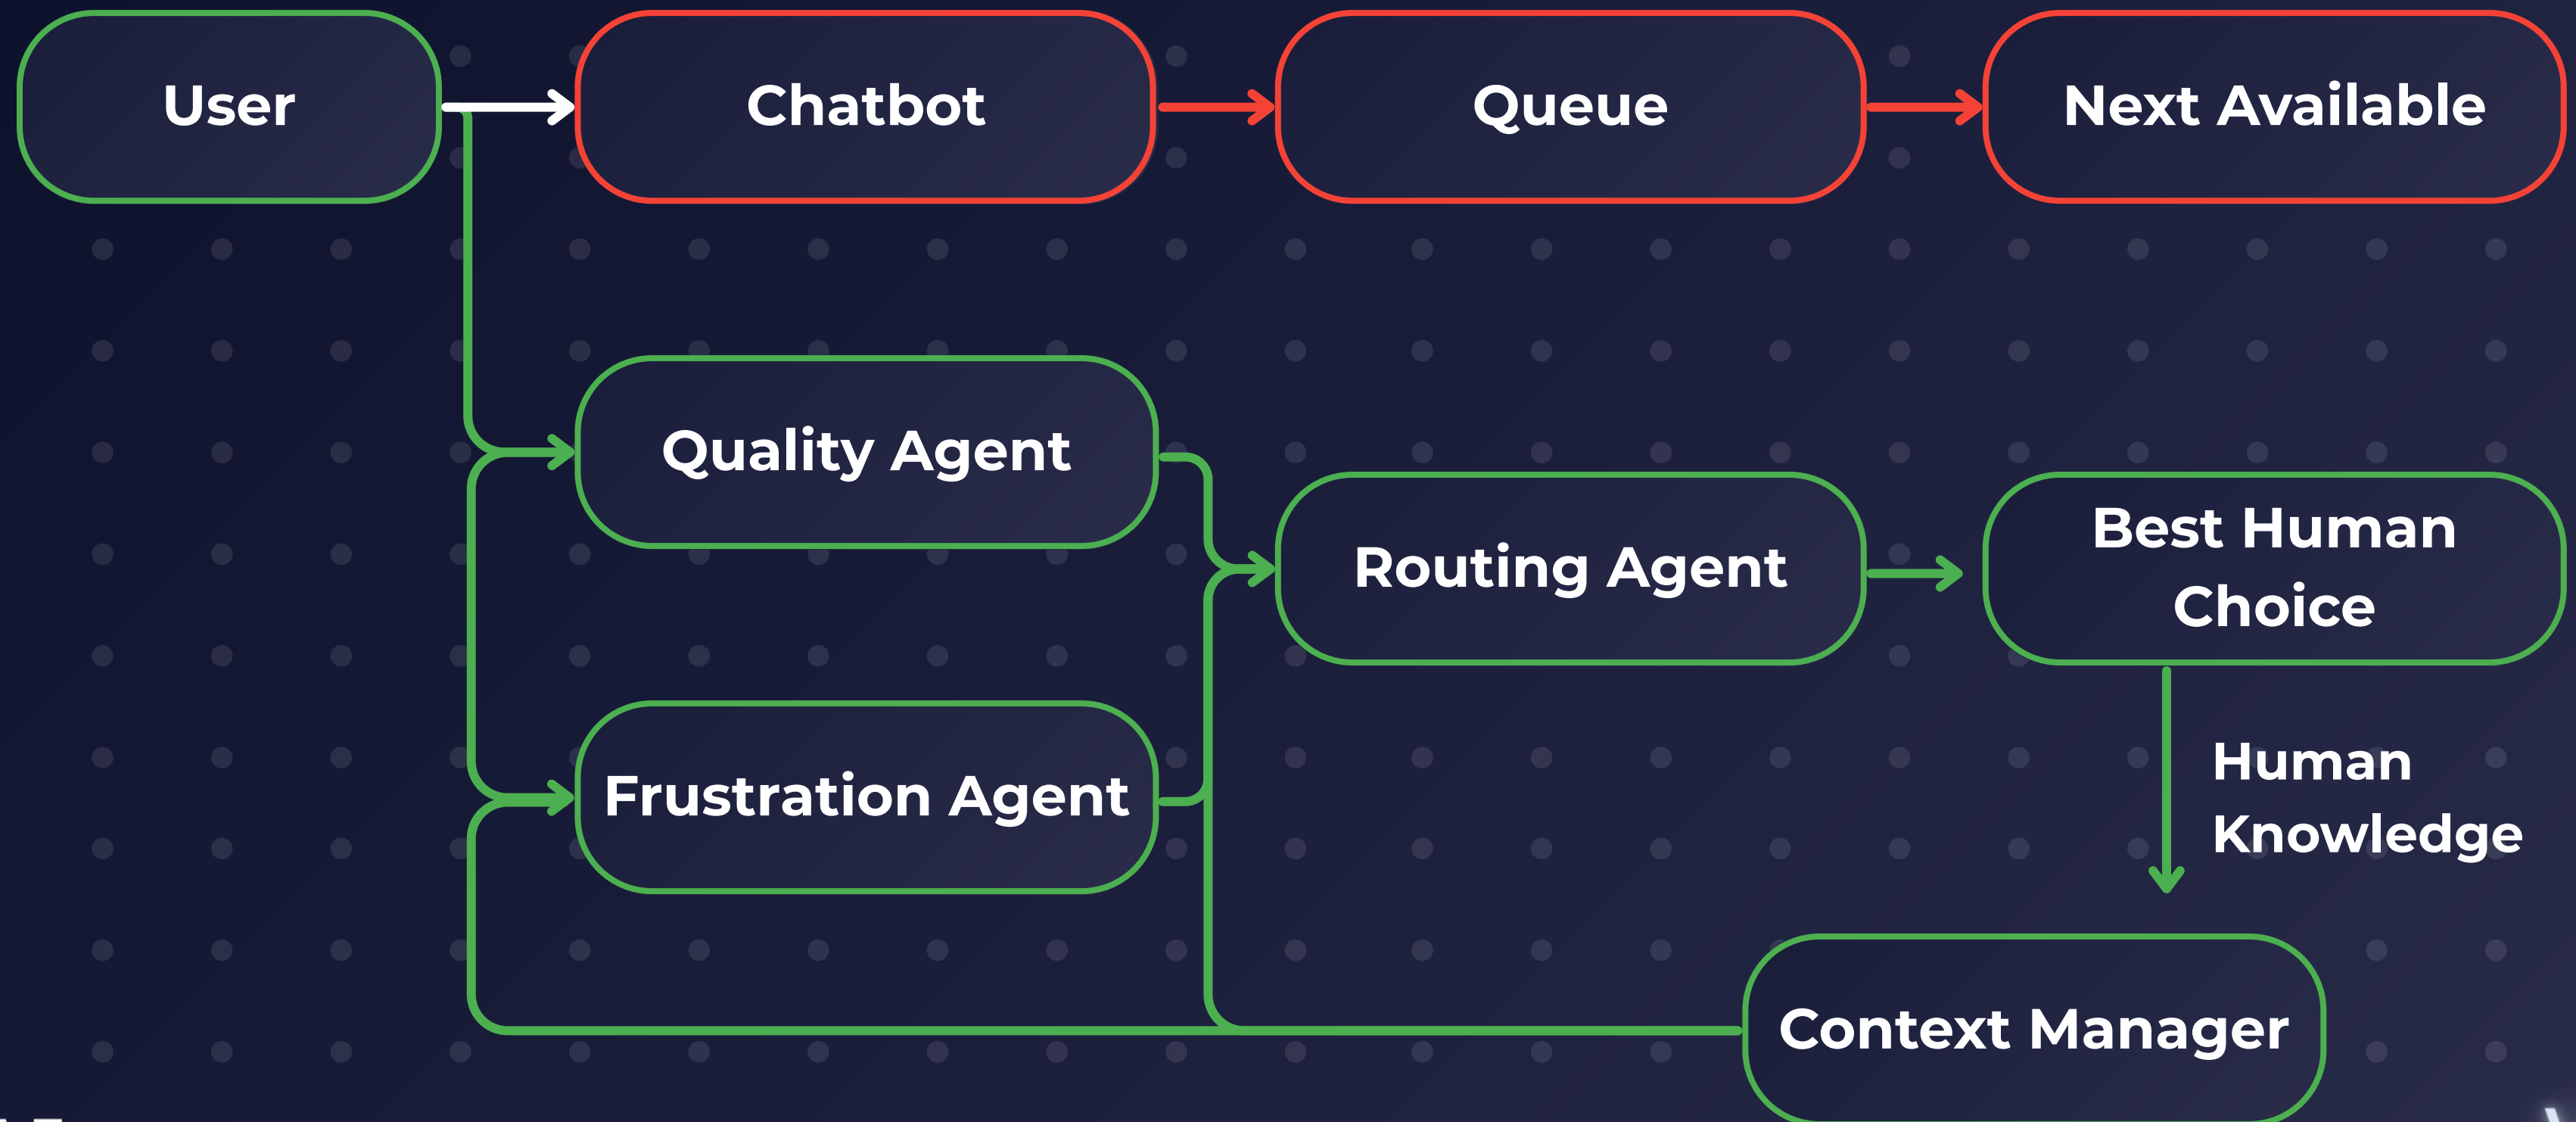 User
Chatbot
Queue
Next Available
Quality Agent
Routing Agent
Best Human
Choice
Frustration Agent
Human
Knowledge
Context Manager